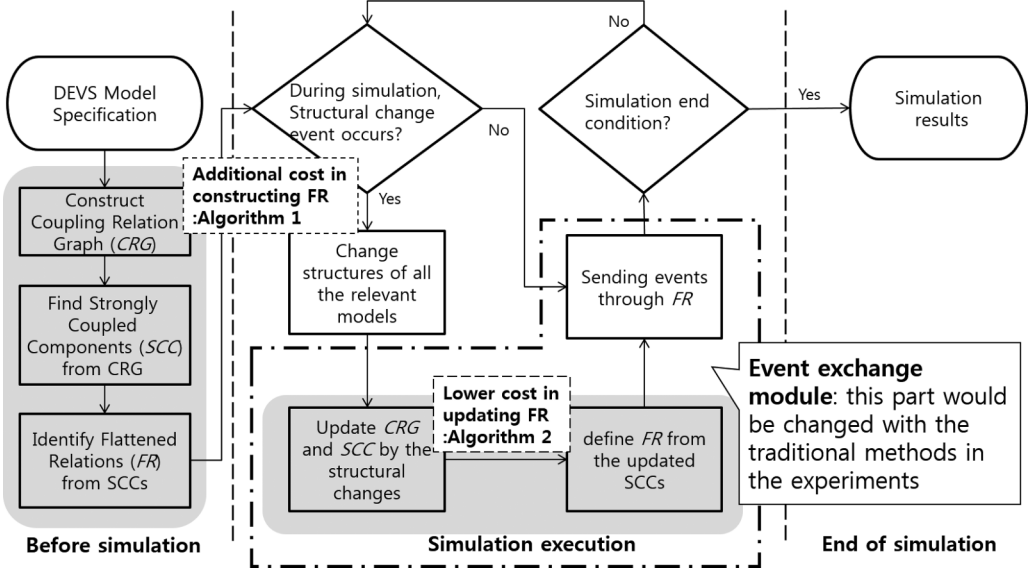 DEVS Model
Specification
Construct
Coupling Relation
Graph (CRG)
Find Strongly
Coupled
Components (SCC)
from CRG
Identify Flattened
Relations (FR)
from SCCs
Before simulation
Additional cost in
constructing FR
:Algorithm 1
During simulation,
Structural change
event occurs?
No
Yes
Change
structures of all
the relevant
models
Update CRG
and SCC by the
structural
changes
Lower cost in
updating FR
:Algorithm 2
define FR from
the updated
SCCs
Sending events
through FR
Simulation end
condition?
No
Yes
Simulation execution
Simulation
results
Event exchange
module: this part would
be changed with the
traditional methods in
the experiments
End of simulation